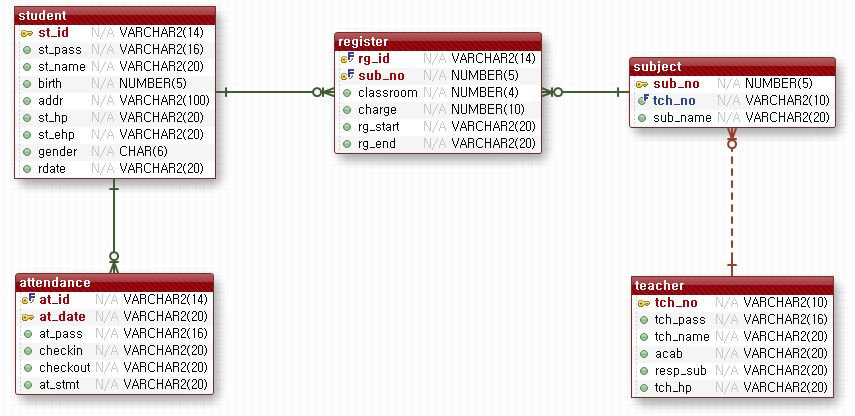 student
st_id N/A VARCHAR2(14)
st_pass N/A VARCHAR2(16)
st_name N/A VARCHAR2(20)
birth N/A NUMBER(5)
addr N/A VARCHAR2(100)
st_hp N/A VARCHAR2(20)
st_ehp N/A VARCHAR2(20)
gender N/A CHAR(6)
rdate N/A VARCHAR2(20)
register
F rg_id N/A VARCHAR2(14)
F sub_no N/A NUMBER(5)
classroom N/A NUMBER(4)
charge N/A NUMBER(10)
rg_start N/A VARCHAR2(20)
rg_end N/A VARCHAR2(20)
subject
sub_no N/A NUMBER(5)
F tch_no N/A VARCHAR2(10)
sub_name N/A VARCHAR2(20)
attendance
F at_id N/A VARCHAR2(14)
at_date N/A VARCHAR2(20)
at_pass N/A VARCHAR2(16)
checkin N/A VARCHAR2(20)
checkout N/A VARCHAR2(20)
at_stmt N/A VARCHAR2(20)
teacher
tch_no N/A VARCHAR2(10)
tch_pass N/A VARCHAR2(16)
tch_name N/A VARCHAR2(20)
acab N/A VARCHAR2(20)
resp_sub N/A VARCHAR2(20)
tch_hp N/A VARCHAR2(20)